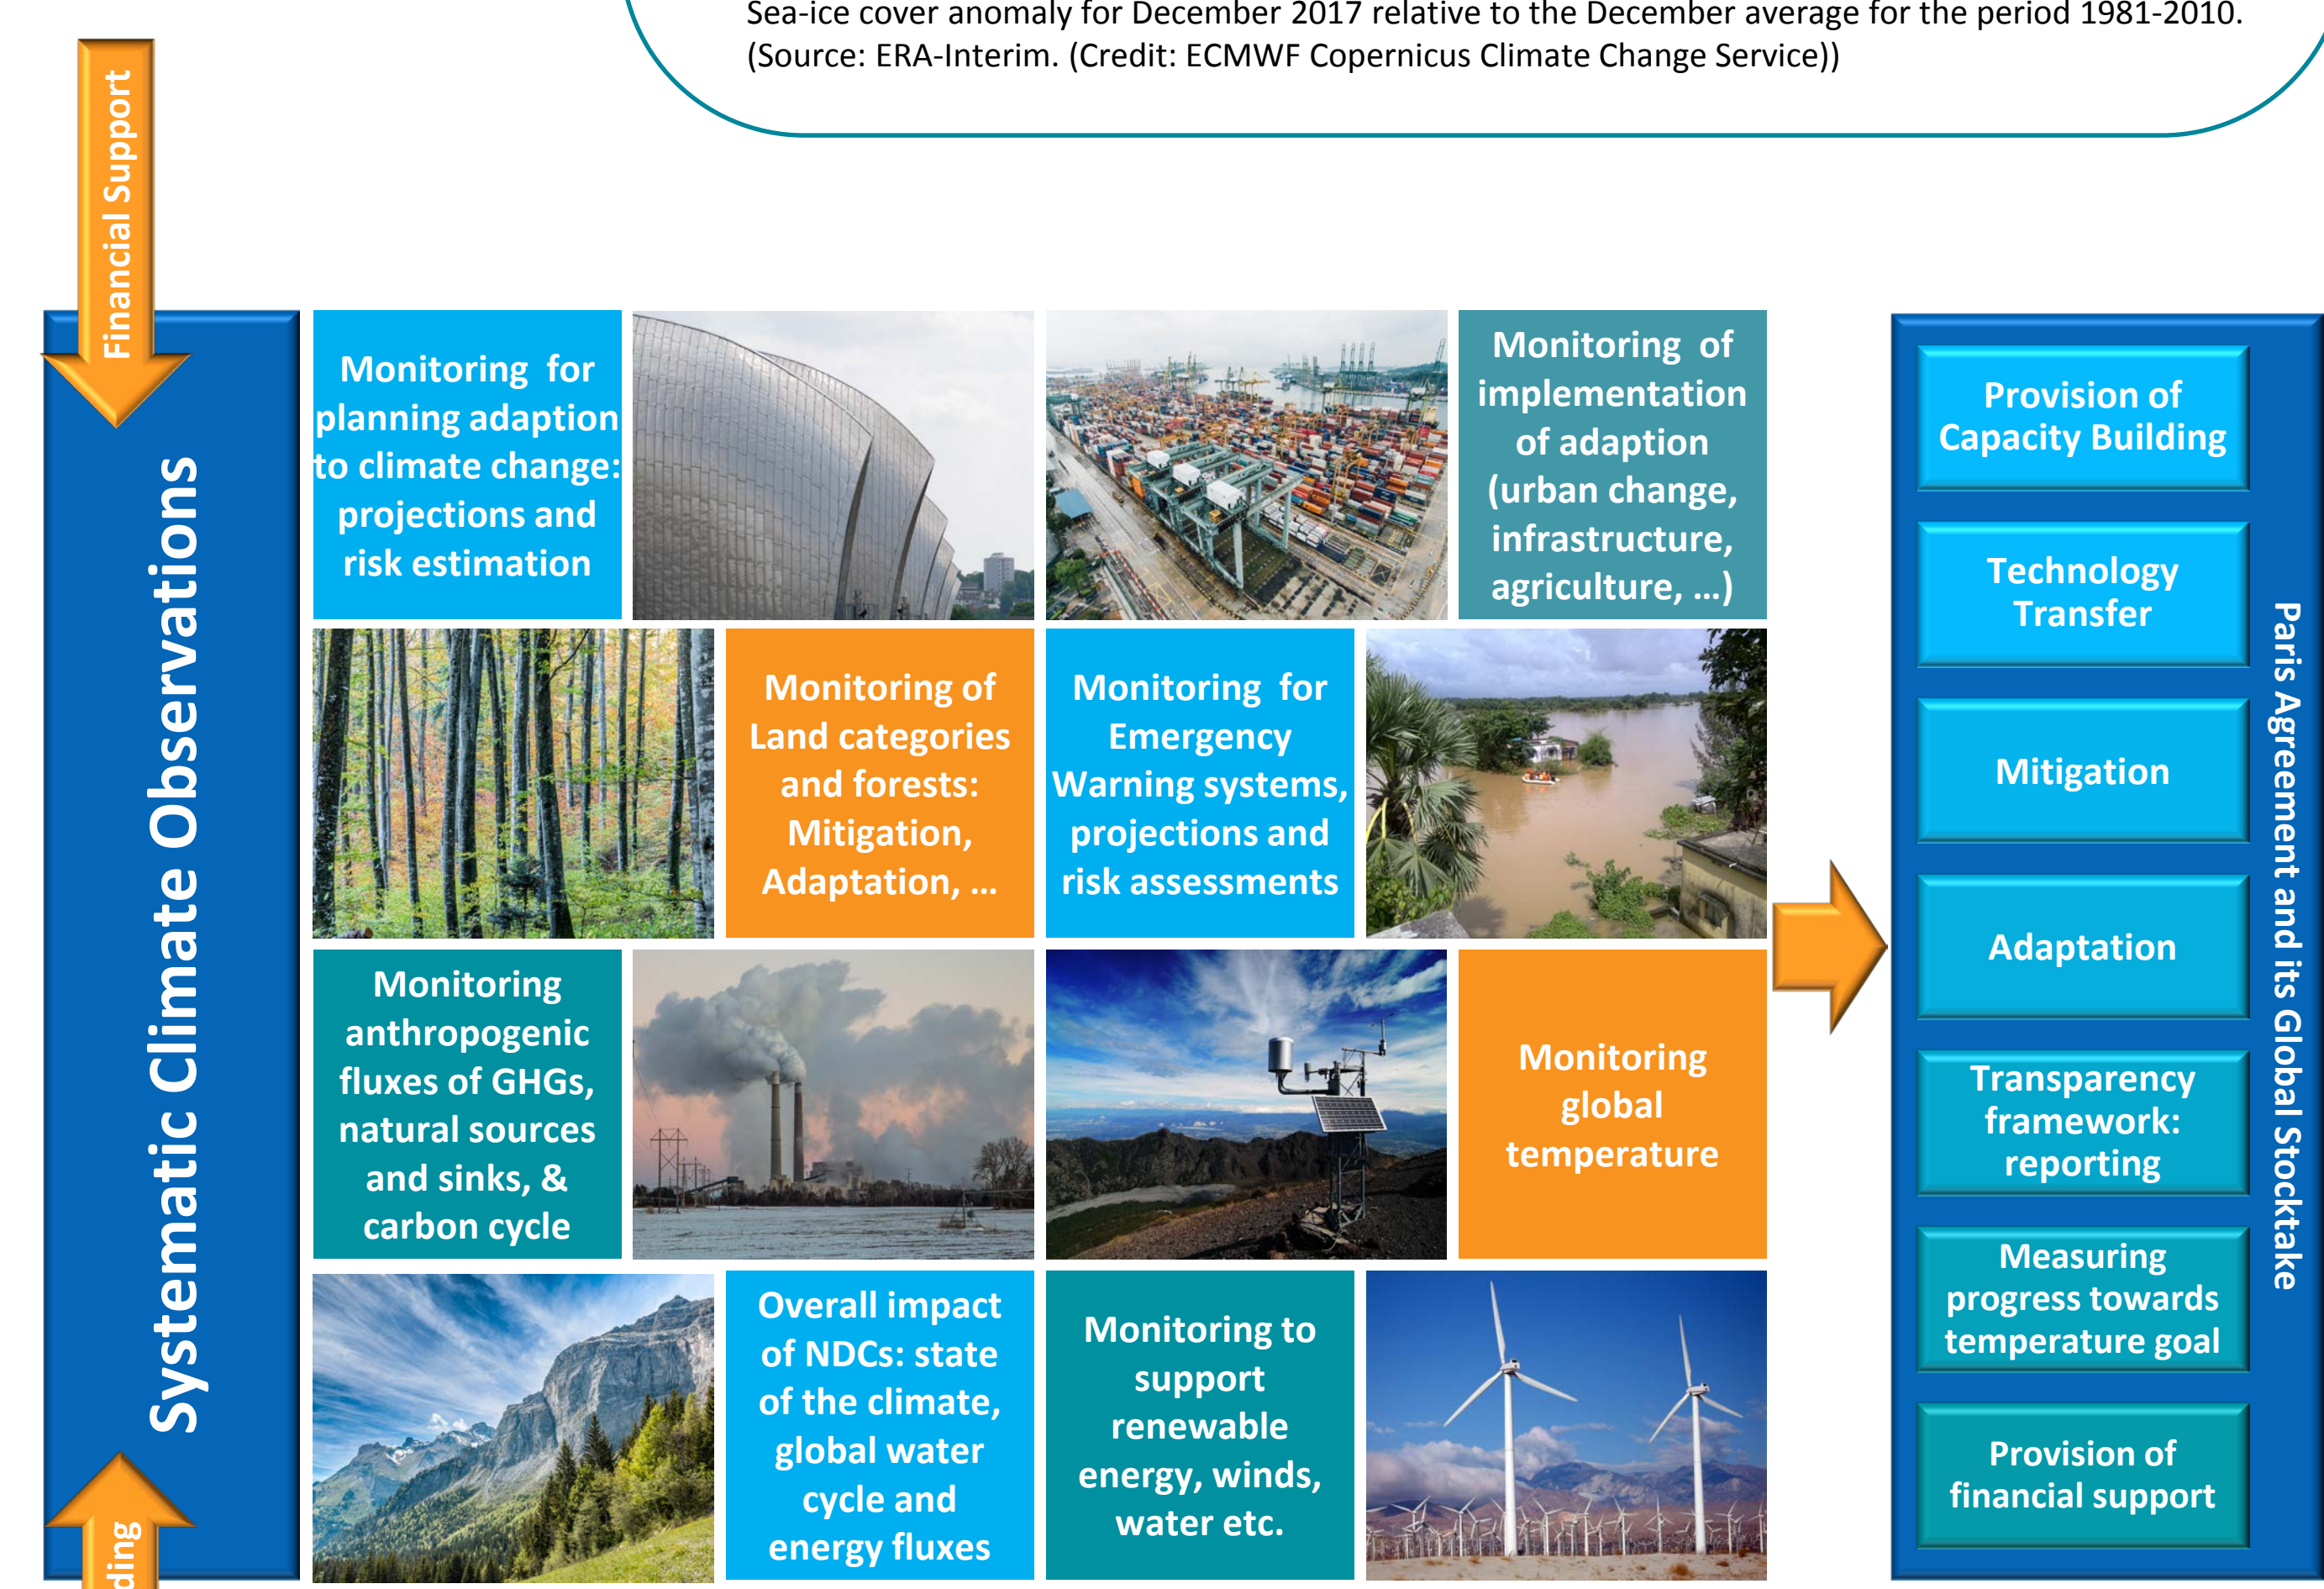 Sea-ice cover anomaly for December 2017 relative to the December average for the period 1981-2010.
(Source: ERA-Interim. (Credit: ECMWF Copernicus Climate Change Service))
Financial Support
Systematic Climate Observations
Monitoring for
planning adaption
to climate change:
projections and
risk estimation
Monitoring of
implementation
of adaption
(urban change,
infrastructure,
agriculture, ...)
Monitoring of
Land categories
and forests:
Mitigation,
Adaptation, ...
Monitoring for
Emergency
Warning systems,
projections and
risk assessments
Monitoring
anthropogenic
fluxes of GHGs,
natural sources
and sinks, &
carbon cycle
Monitoring
global
temperature
Overall impact
of NDCs: state
of the climate,
global water
cycle and
energy fluxes
Monitoring to
support
renewable
energy, winds,
water etc.
Provision of
Capacity Building
Technology
Transfer
Mitigation
Adaptation
Transparency
framework:
reporting
Measuring
progress towards
temperature goal
Provision of
financial support
Paris Agreement and its Global Stocktake